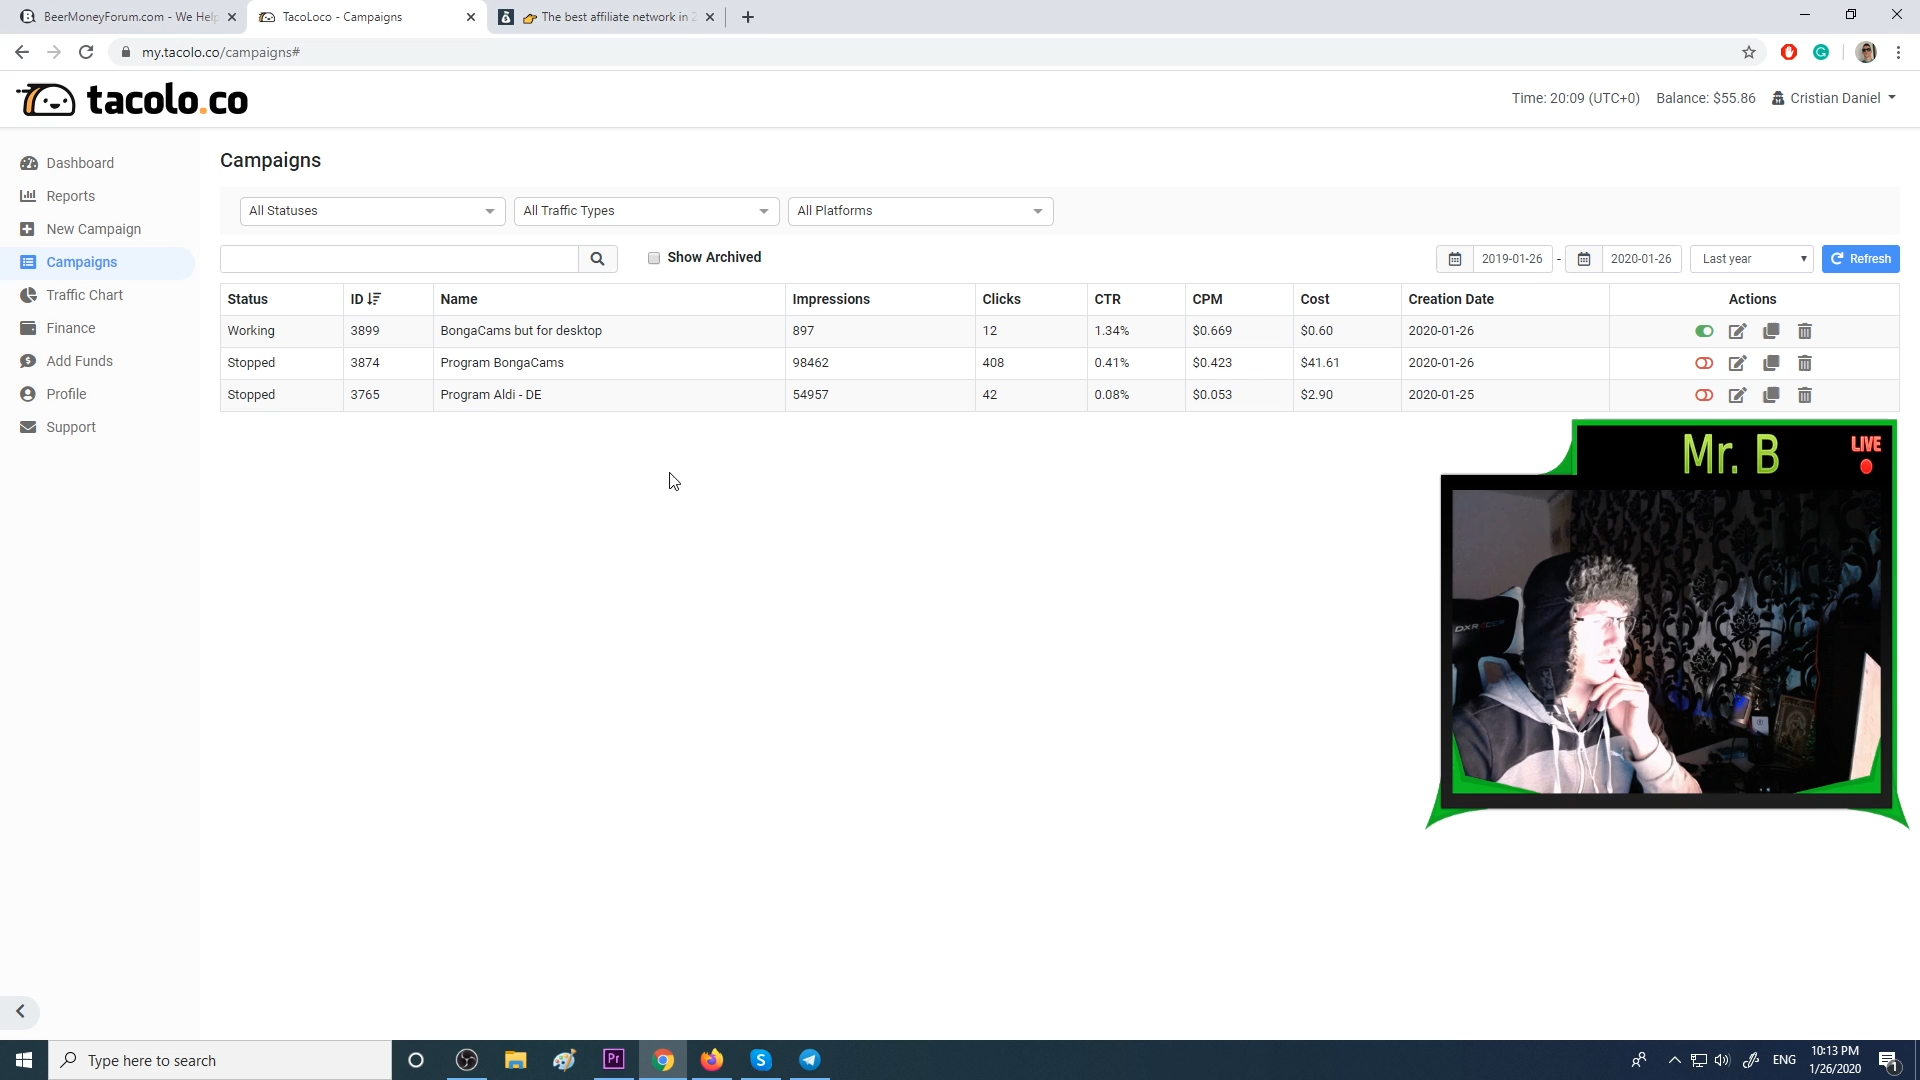 BeerMoneyForum.com - We Hel
TacoLoco - Campaigns
The best affiliate network in 2
my.tacolo.co/campaigns#
tacolo.co
Time: 20:09 (UTC+0)
Balance: $55.86
Cristian Daniel
Dashboard
Reports
New Campaign
Campaigns
Traffic Chart
Finance
Add Funds
Profile
Support
Campaigns
All Statuses
All Traffic Types
All Platforms
Show Archived
2019-01-26 - 2020-01-26
Last year
Refresh
Status ID Name Impressions Clicks CTR CPM Cost Creation Date Actions
Working 3899 BongaCams but for desktop 897 12 1.34% $0.669 $0.60 2020-01-26
Stopped 3874 Program BongaCams 98462 408 0.41% $0.423 $41.61 2020-01-26
Stopped 3765 Program Aldi - DE 54957 42 0.08% $0.053 $2.90 2020-01-25
Mr. B
LIVE
DXRACER
Type here to search
Pr
ENG
10:13 PM
1/26/2020
1